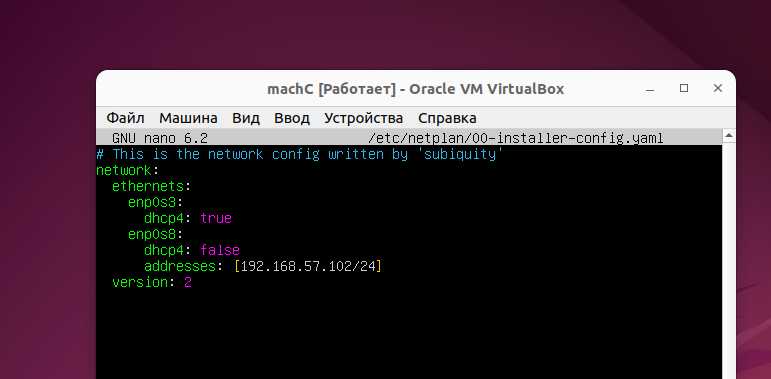 machC [Работает] - Oracle VM VirtualBox
Файл Машина Вид Ввод Устройства Справка
GNU nano 6.2 /etc/netplan/00-installer-config.yaml
# This is the network config written by 'subiquity'
network:
  ethernets:
    enp0s3:
      dhcp4: true
    enp0s8:
      dhcp4: false
      addresses: [192.168.57.102/24]
  version: 2